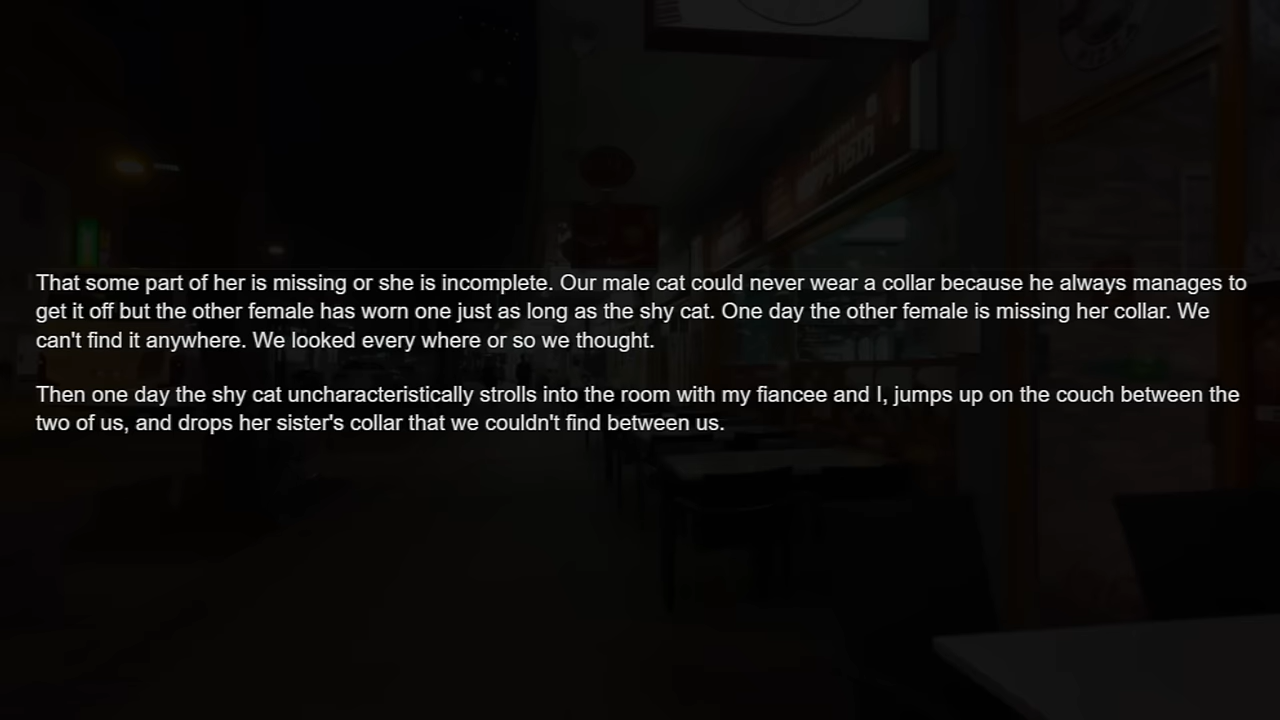 That some part of her is missing or she is incomplete. Our male cat could never wear a collar because he always manages to
get it off but the other female has worn one just as long as the shy cat. One day the other female is missing her collar. We
can't find it anywhere. We looked every where or so we thought.
Then one day the shy cat uncharacteristically strolls into the room with my fiancee and I, jumps up on the couch between the
two of us, and drops her sister's collar that we couldn't find between us.